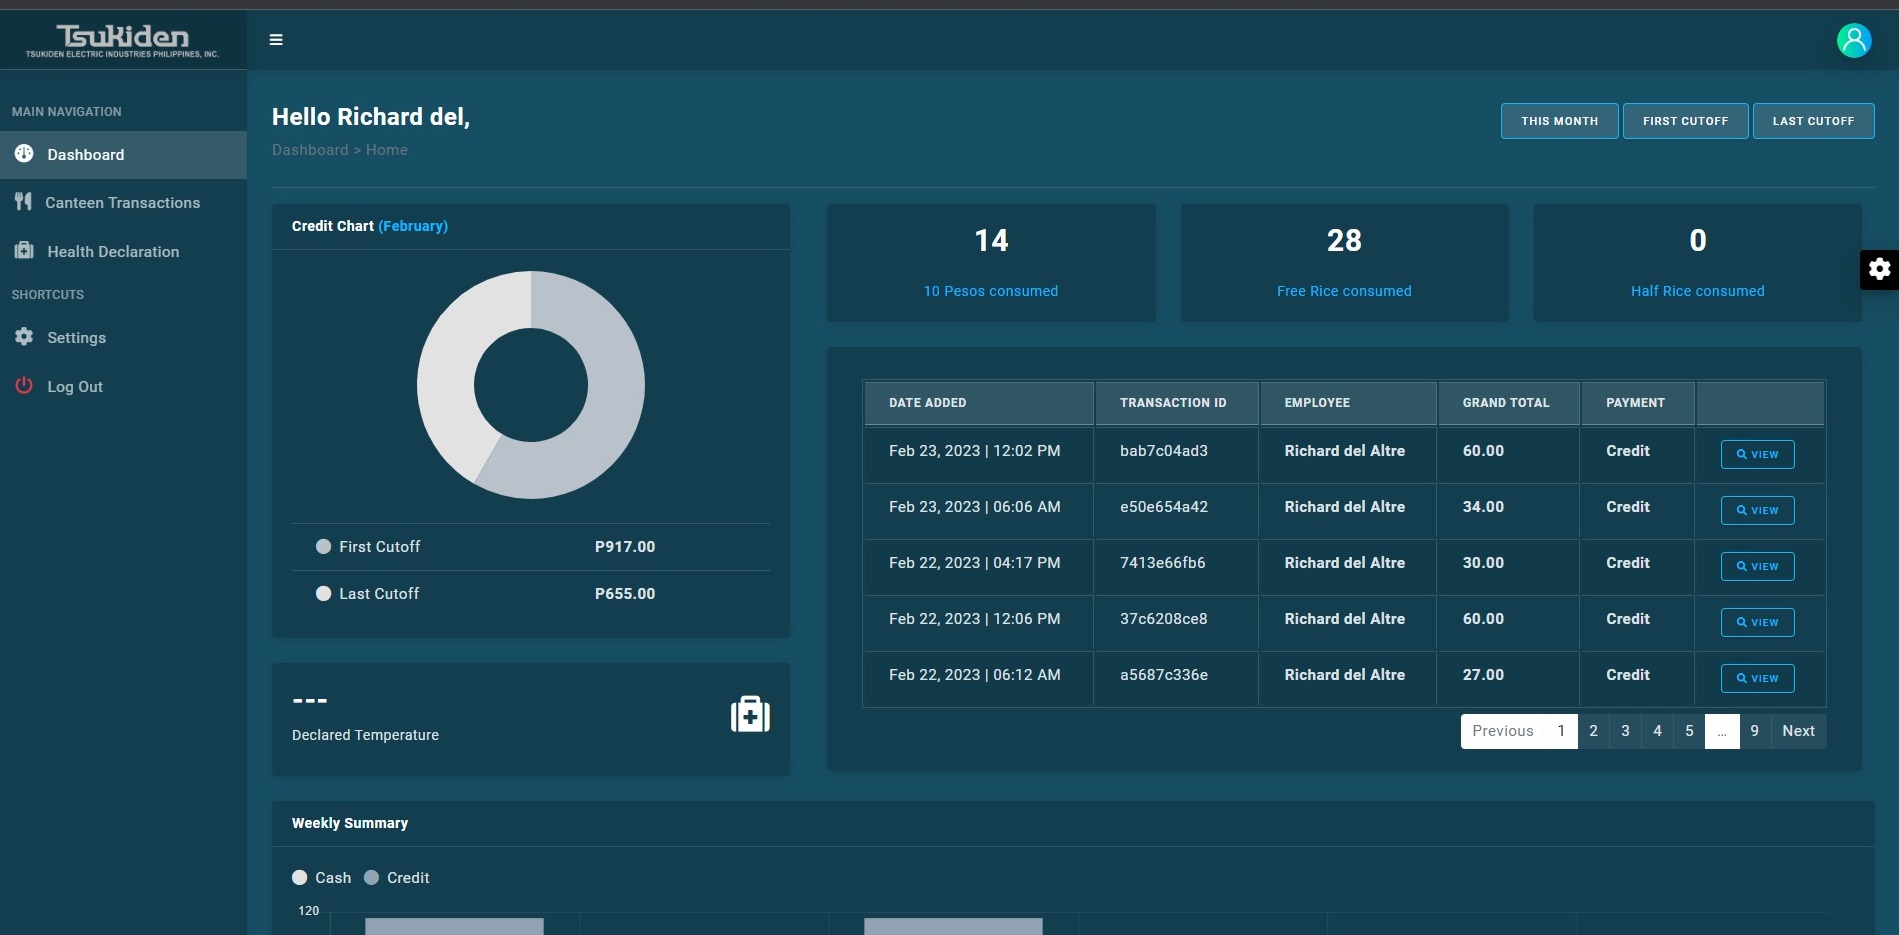 Tsukiden
TSUKIDEN ELECTRIC INDUSTRIES PHILIPPINES, INC.
MAIN NAVIGATION
Dashboard
Canteen Transactions
Health Declaration
SHORTCUTS
Settings
Log Out
Hello Richard del,
Dashboard > Home
THIS MONTH FIRST CUTOFF LAST CUTOFF
Credit Chart (February)
First Cutoff P917.00
Last Cutoff P655.00
14
10 Pesos consumed
28
Free Rice consumed
0
Half Rice consumed
DATE ADDED TRANSACTION ID EMPLOYEE GRAND TOTAL PAYMENT
Feb 23, 2023 | 12:02 PM bab7c04ad3 Richard del Altre 60.00 Credit VIEW
Feb 23, 2023 | 06:06 AM e50e654a42 Richard del Altre 34.00 Credit VIEW
Feb 22, 2023 | 04:17 PM 7413e66fb6 Richard del Altre 30.00 Credit VIEW
Feb 22, 2023 | 12:06 PM 37c6208ce8 Richard del Altre 60.00 Credit VIEW
Feb 22, 2023 | 06:12 AM a5687c336e Richard del Altre 27.00 Credit VIEW
Previous 1 2 3 4 5 ... 9 Next
---
Declared Temperature
Weekly Summary
Cash Credit
120